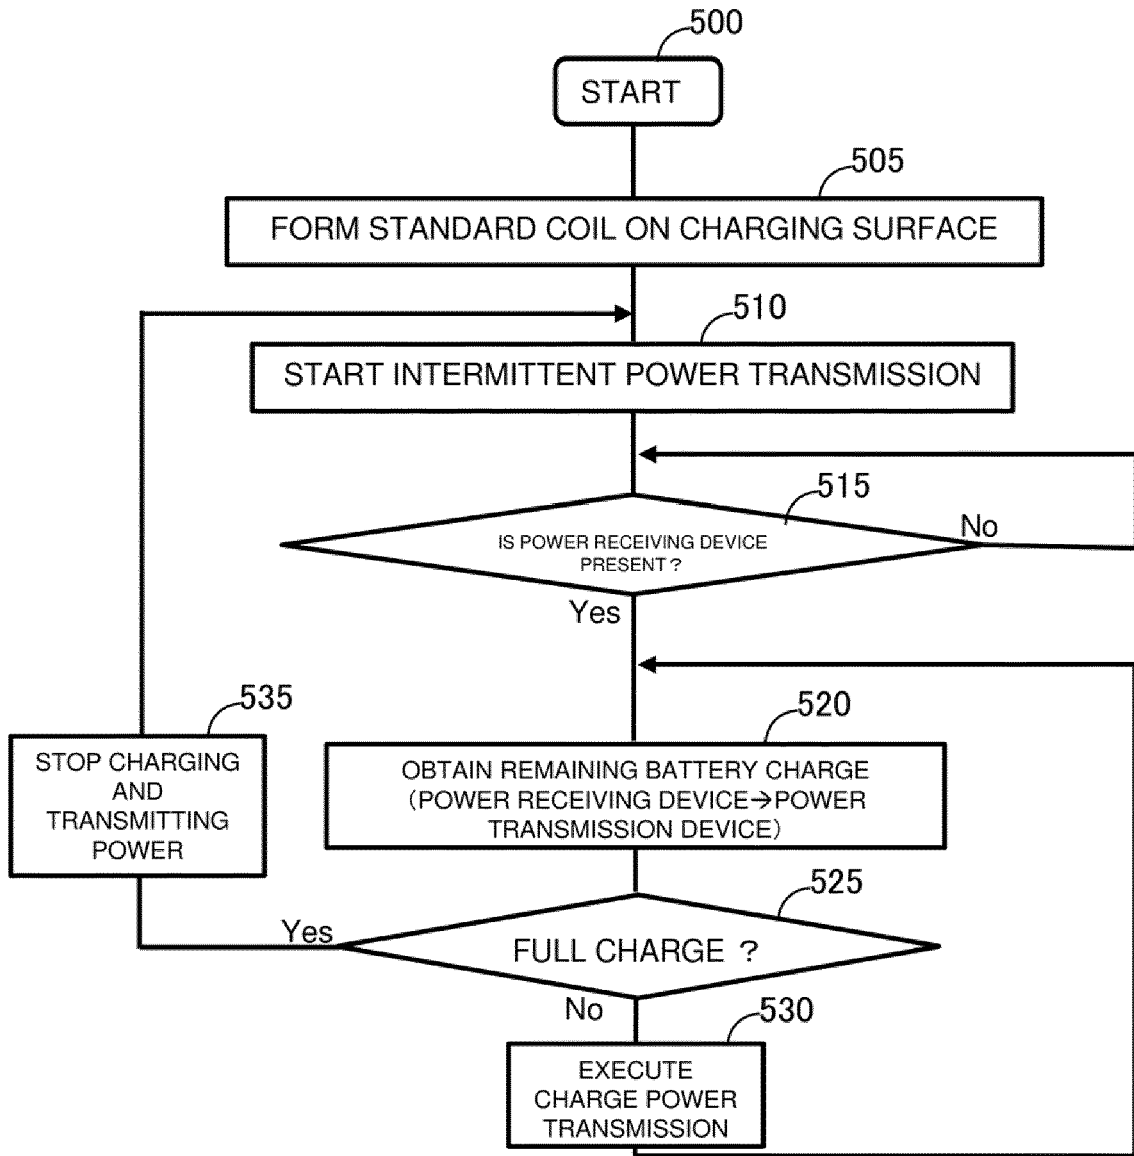 500
START
505
FORM STANDARD COIL ON CHARGING SURFACE
510
START INTERMITTENT POWER TRANSMISSION
515
No
IS POWER RECEIVING DEVICE
PRESENT?
Yes
535
STOP CHARGING
AND
TRANSMITTING
POWER
520
OBTAIN REMAINING BATTERY CHARGE
(POWER RECEIVING DEVICE→POWER
TRANSMISSION DEVICE)
525
Yes
FULL CHARGE ?
No
530
EXECUTE
CHARGE POWER
TRANSMISSION